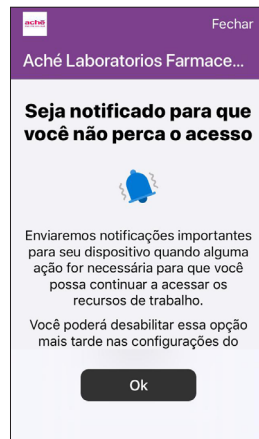 aché
Fechar
Aché Laboratorios Farmace...
Seja notificado para que
você não perca o acesso
Enviaremos notificações importantes
para seu dispositivo quando alguma
ação for necessária para que você
possa continuar a acessar os
recursos de trabalho.
Você poderá desabilitar essa opção
mais tarde nas configurações do
Ok